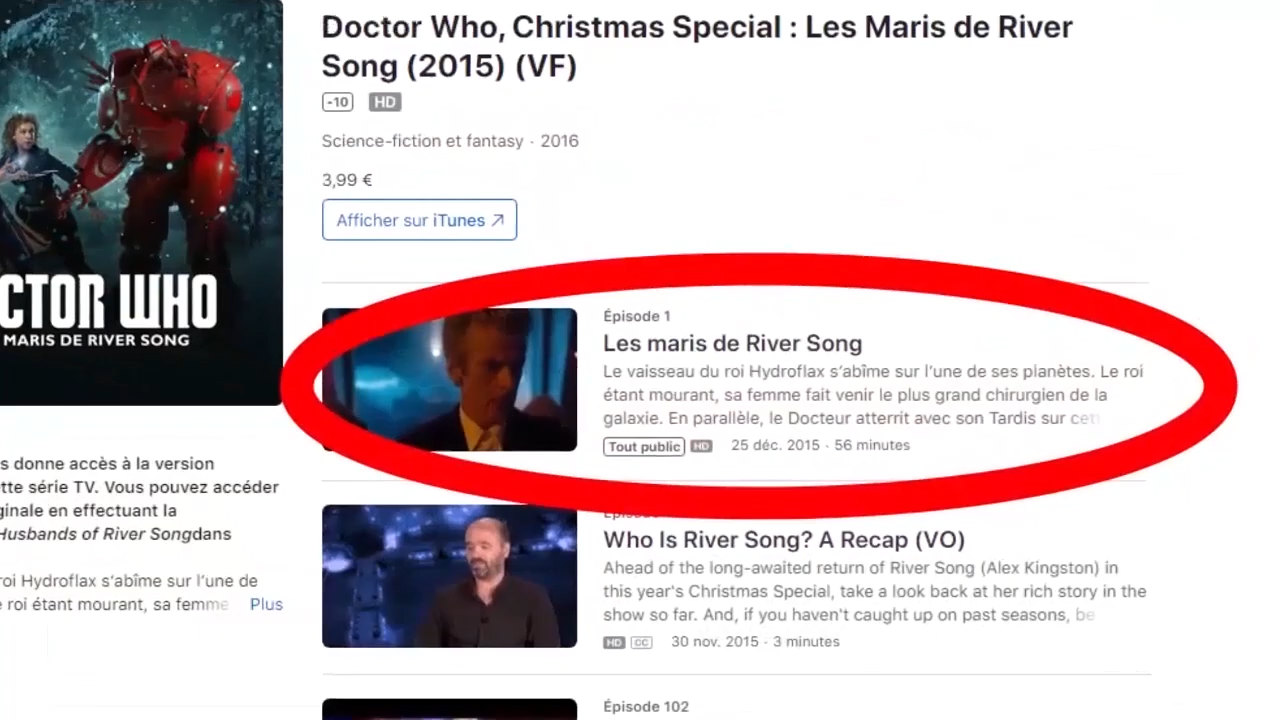 Doctor Who, Christmas Special : Les Maris de River
Song (2015) (VF)
-10 HD
Science-fiction et fantasy · 2016
3,99 €
Afficher sur iTunes ↗
CTOR WHO
MARIS DE RIVER SONG
s donne accès à la version
tte série TV. Vous pouvez accéder
ginale en effectuant la
Husbands of River Songdans
roi Hydroflax s'abîme sur l'une de
e roi étant mourant, sa femme Plus
Épisode 1
Les maris de River Song
Le vaisseau du roi Hydroflax s'abîme sur l'une de ses planètes. Le roi
étant mourant, sa femme fait venir le plus grand chirurgien de la
galaxie. En parallèle, le Docteur atterrit avec son Tardis sur cett
Tout public HD 25 déc. 2015 · 56 minutes
Who Is River Song? A Recap (VO)
Ahead of the long-awaited return of River Song (Alex Kingston) in
this year's Christmas Special, take a look back at her rich story in the
show so far. And, if you haven't caught up on past seasons, be
HD CC 30 nov. 2015 · 3 minutes
Épisode 102